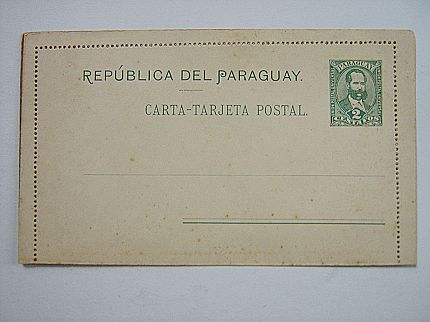 REPÚBLICA DEL PARAGUAY.
CARTA-TARJETA POSTAL.
PARAGUAY
2